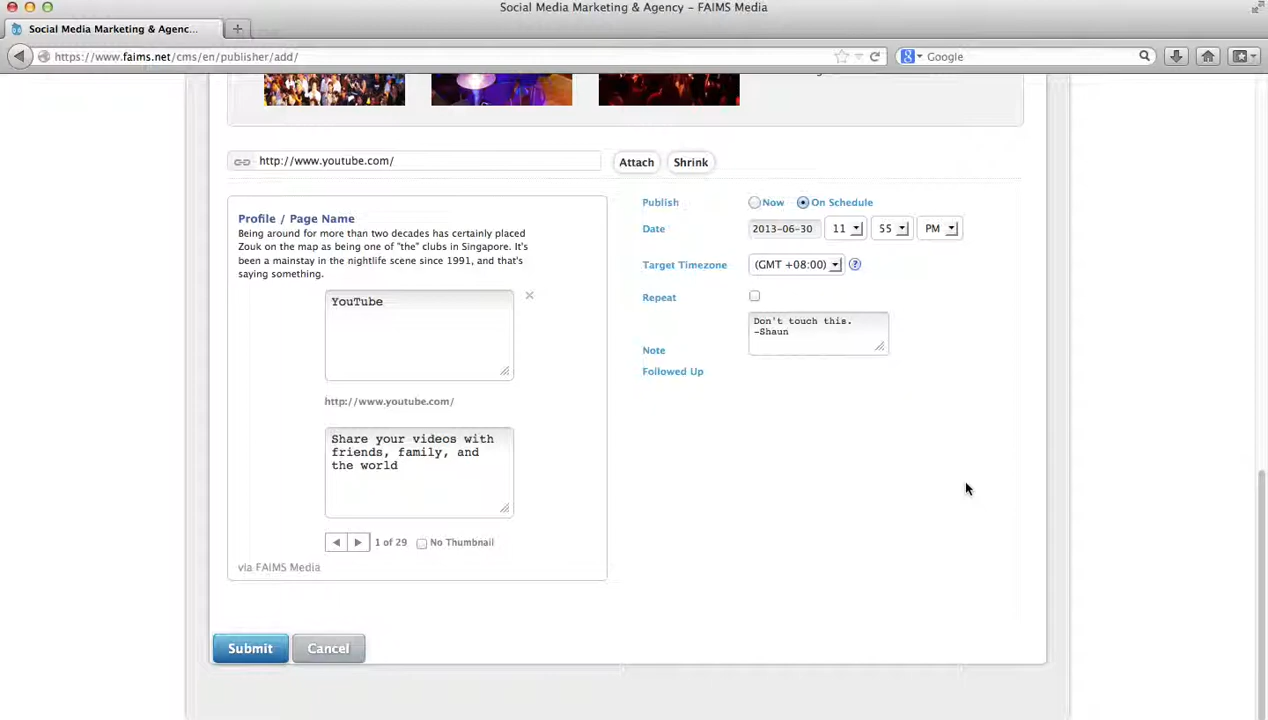 Social Media Marketing & Agency – FAIMS Media
Social Media Marketing & Agenc...
https://www.faims.net/cms/en/publisher/add/
Google
http://www.youtube.com/
Attach
Shrink
Profile / Page Name
Being around for more than two decades has certainly placed
Zouk on the map as being one of "the" clubs in Singapore. It's
been a mainstay in the nightlife scene since 1991, and that's
saying something.
YouTube
http://www.youtube.com/
Share your videos with
friends, family, and
the world
1 of 29 No Thumbnail
via FAIMS Media
Publish Now On Schedule
Date 2013-06-30 11 55 PM
Target Timezone (GMT +08:00) ?
Repeat
Don't touch this.
-Shaun
Note
Followed Up
Submit
Cancel